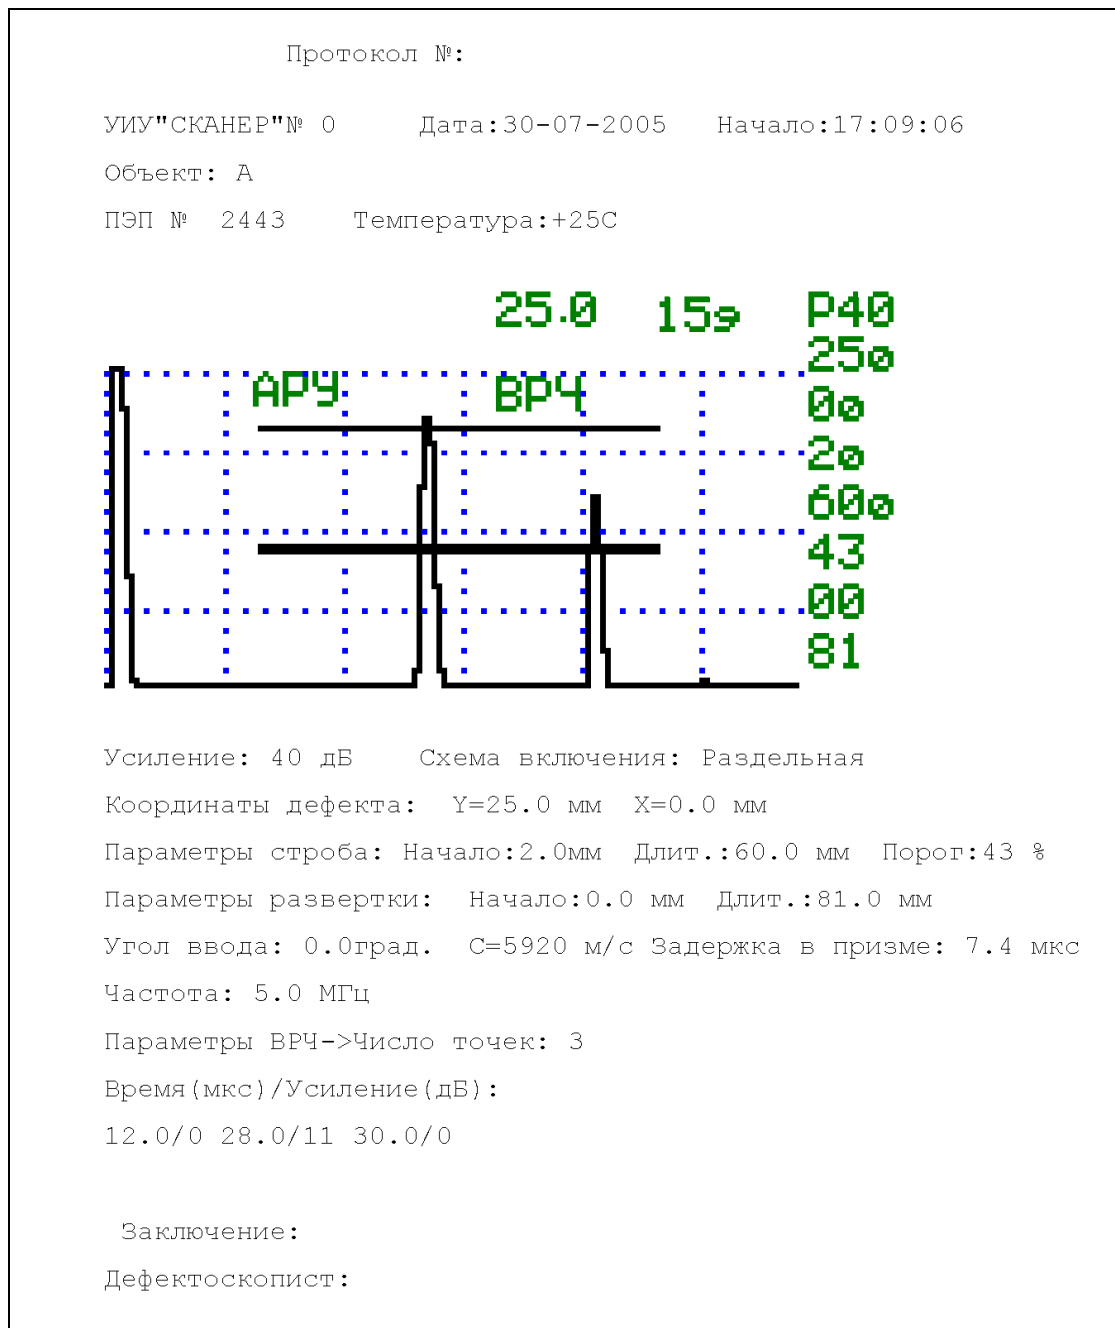 Протокол №:
УИУ"СКАНЕР"№ 0 Дата:30-07-2005 Начало:17:09:06
Объект: А
ПЭП № 2443 Температура:+25С
25.0 15э Р40
25о
АРУ ВРЧ
0о
2о
60о
43
00
81
Усиление: 40 дБ Схема включения: Раздельная
Координаты дефекта: Y=25.0 мм X=0.0 мм
Параметры строба: Начало:2.0мм Длит.:60.0 мм Порог:43 %
Параметры развертки: Начало:0.0 мм Длит.:81.0 мм
Угол ввода: 0.0град. С=5920 м/с Задержка в призме: 7.4 мкс
Частота: 5.0 МГц
Параметры ВРЧ->Число точек: 3
Время(мкс)/Усиление(дБ):
12.0/0 28.0/11 30.0/0
Заключение:
Дефектоскопист: